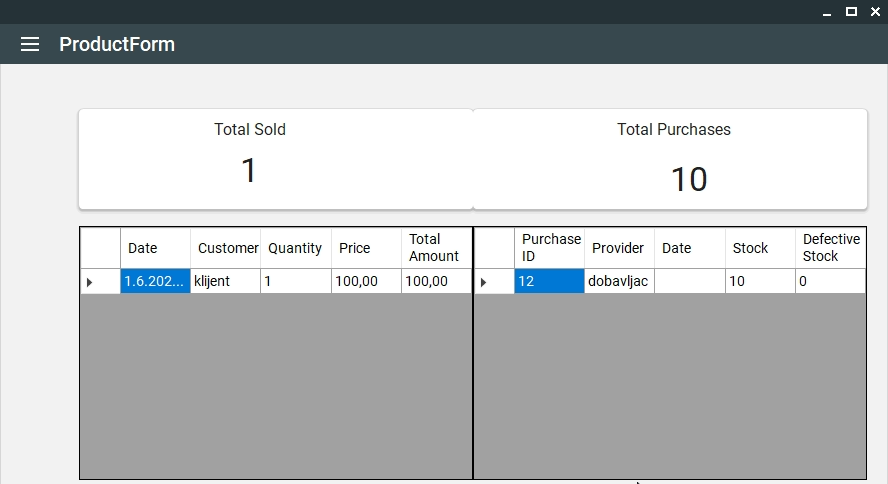 ProductForm
Total Sold
1
Total Purchases
10
Date Customer Quantity Price Total Amount
1.6.202... klijent 1 100,00 100,00
Purchase ID Provider Date Stock Defective Stock
12 dobavljac 10 0